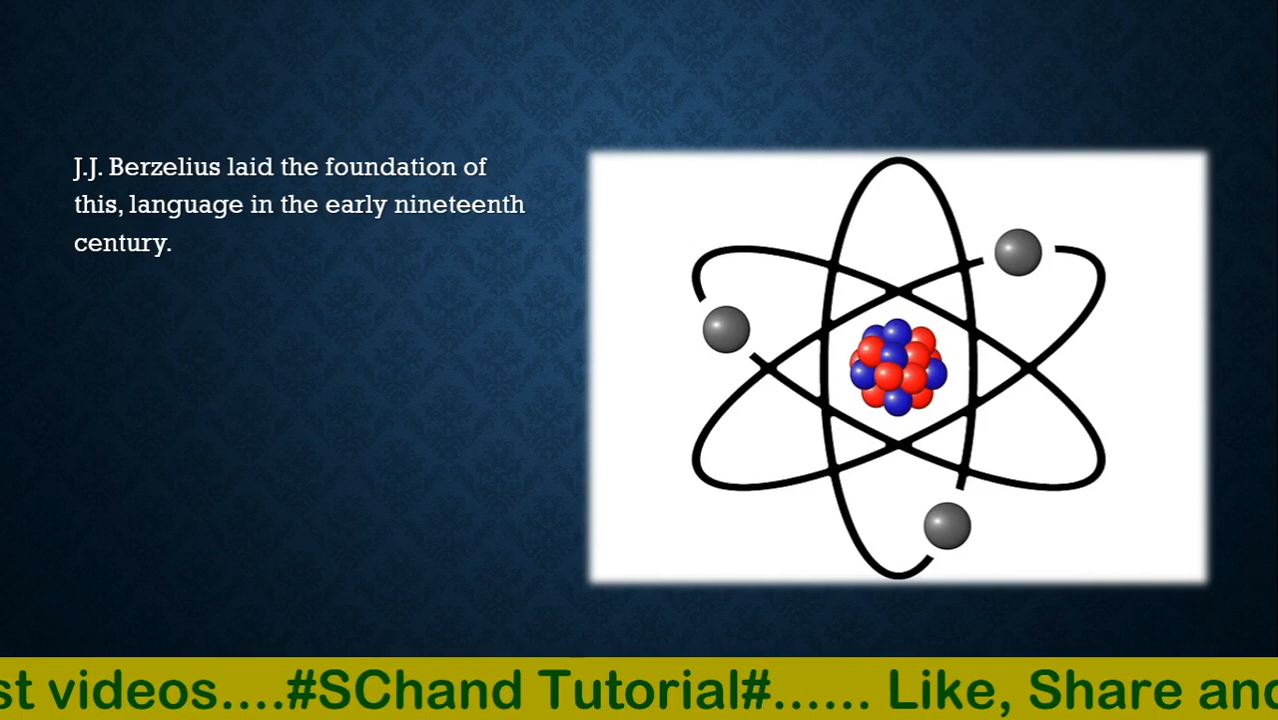 J.J. Berzelius laid the foundation of
this, language in the early nineteenth
century.
st videos....#SChand Tutorial#...... Like, Share and